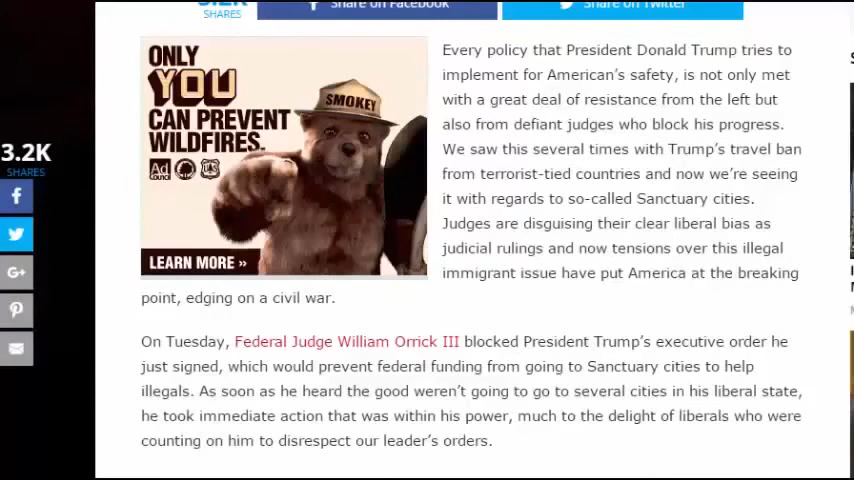 3.2K
SHARES
Share on Facebook
Share on Twitter
ONLY
YOU
CAN PREVENT
WILDFIRES.
SMOKEY
Ad
Council
LEARN MORE »
3.2K
SHARES
G+
Every policy that President Donald Trump tries to
implement for American's safety, is not only met
with a great deal of resistance from the left but
also from defiant judges who block his progress.
We saw this several times with Trump's travel ban
from terrorist-tied countries and now we're seeing
it with regards to so-called Sanctuary cities.
Judges are disguising their clear liberal bias as
judicial rulings and now tensions over this illegal
immigrant issue have put America at the breaking
point, edging on a civil war.
On Tuesday, Federal Judge William Orrick III blocked President Trump's executive order he
just signed, which would prevent federal funding from going to Sanctuary cities to help
illegals. As soon as he heard the good weren't going to go to several cities in his liberal state,
he took immediate action that was within his power, much to the delight of liberals who were
counting on him to disrespect our leader's orders.